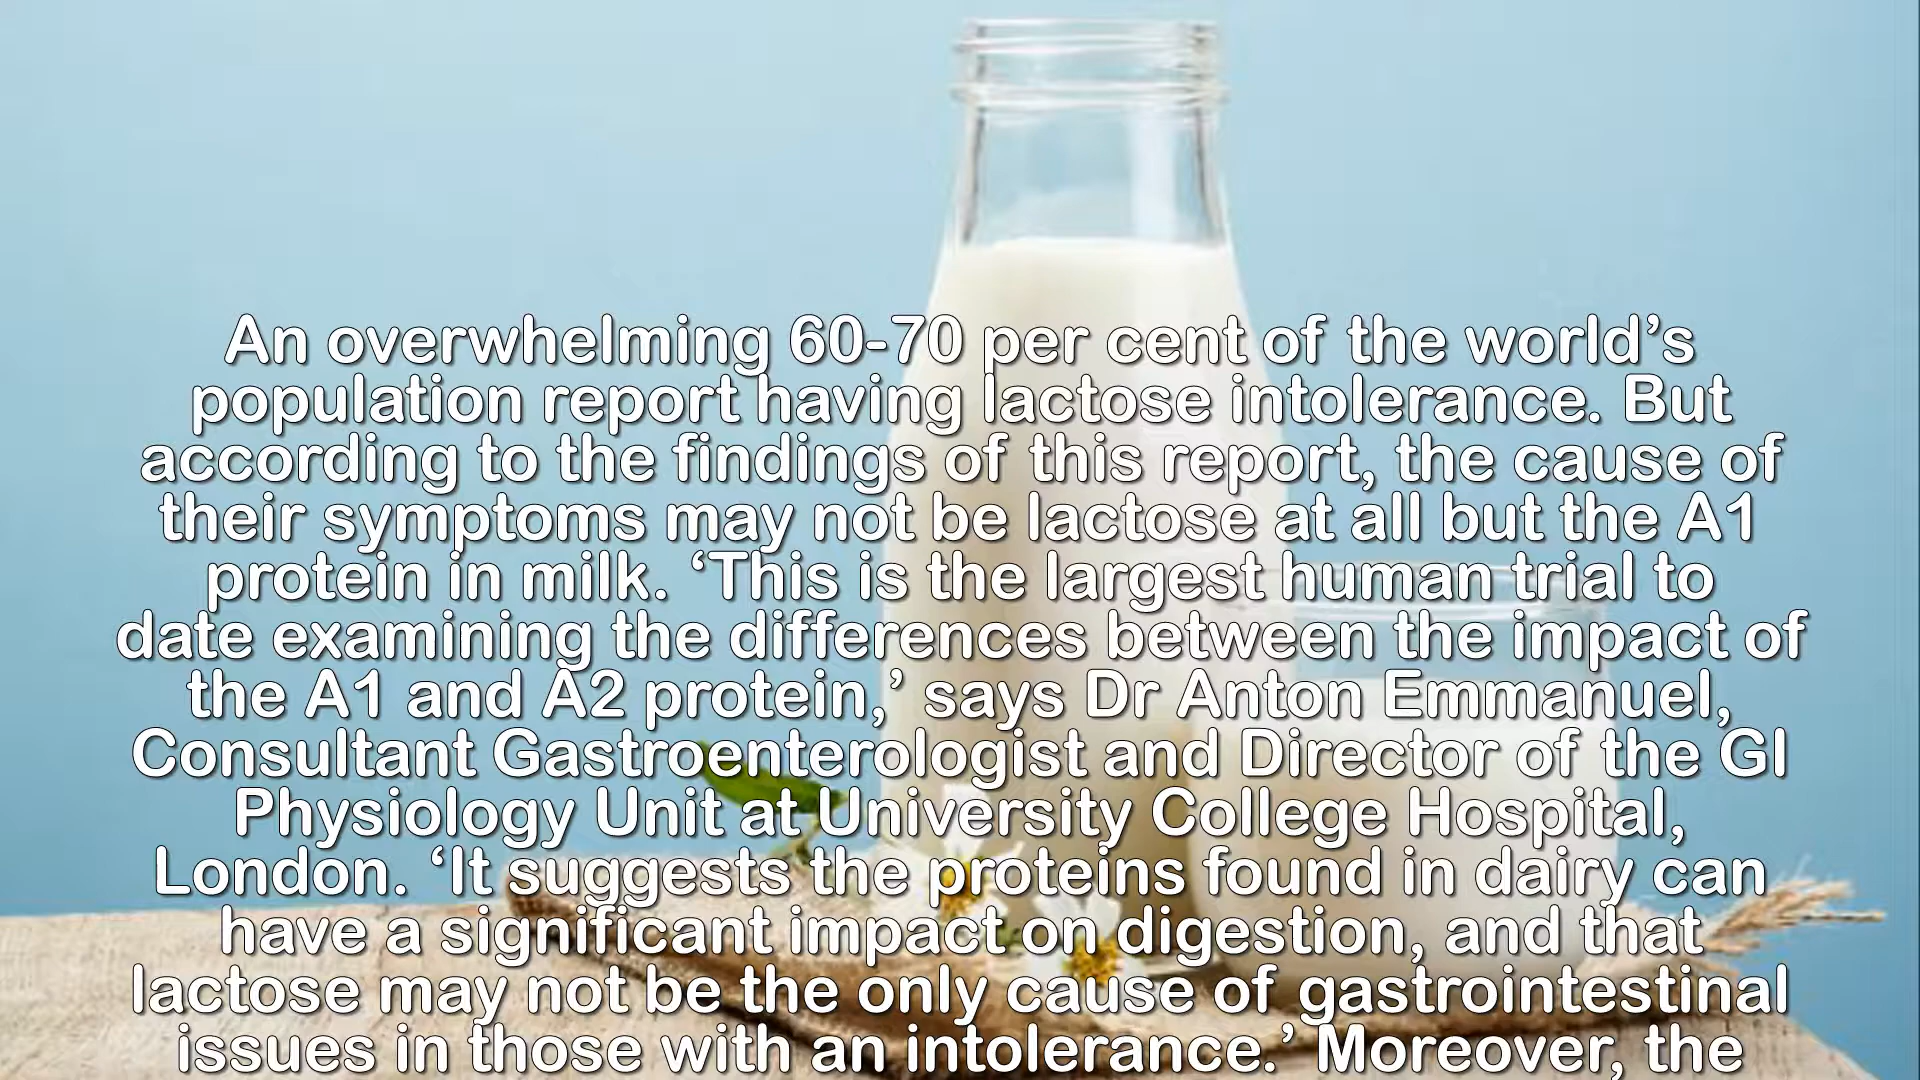 An overwhelming 60-70 per cent of the world’s
population report having lactose intolerance. But
according to the findings of this report, the cause of
their symptoms may not be lactose at all but the A1
protein in milk. ‘This is the largest human trial to
date examining the differences between the impact of
the A1 and A2 protein,’ says Dr Anton Emmanuel,
Consultant Gastroenterologist and Director of the GI
Physiology Unit at University College Hospital,
London. ‘It suggests the proteins found in dairy can
have a significant impact on digestion, and that
lactose may not be the only cause of gastrointestinal
issues in those with an intolerance.’ Moreover, the